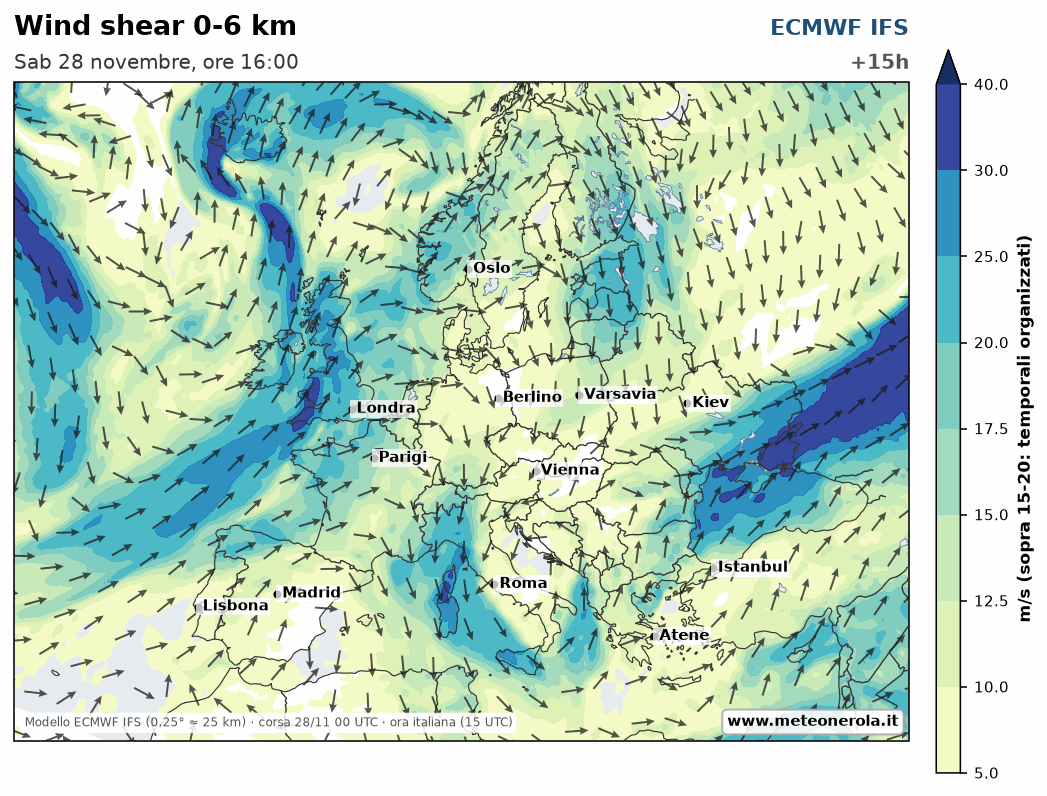 Wind shear 0-6 km
ECMWF IFS
Sab 28 novembre, ore 16:00
+15h
40.0
30.0
25.0
20.0
17.5
15.0
12.5
10.0
5.0
m/s (sopra 15-20: temporali organizzati)
Oslo
Londra
Berlino
Varsavia
Kiev
Parigi
Vienna
Istanbul
Roma
Madrid
Lisbona
Atene
Modello ECMWF IFS (0,25° ≈ 25 km) · corsa 28/11 00 UTC · ora italiana (15 UTC)
www.meteonerola.it